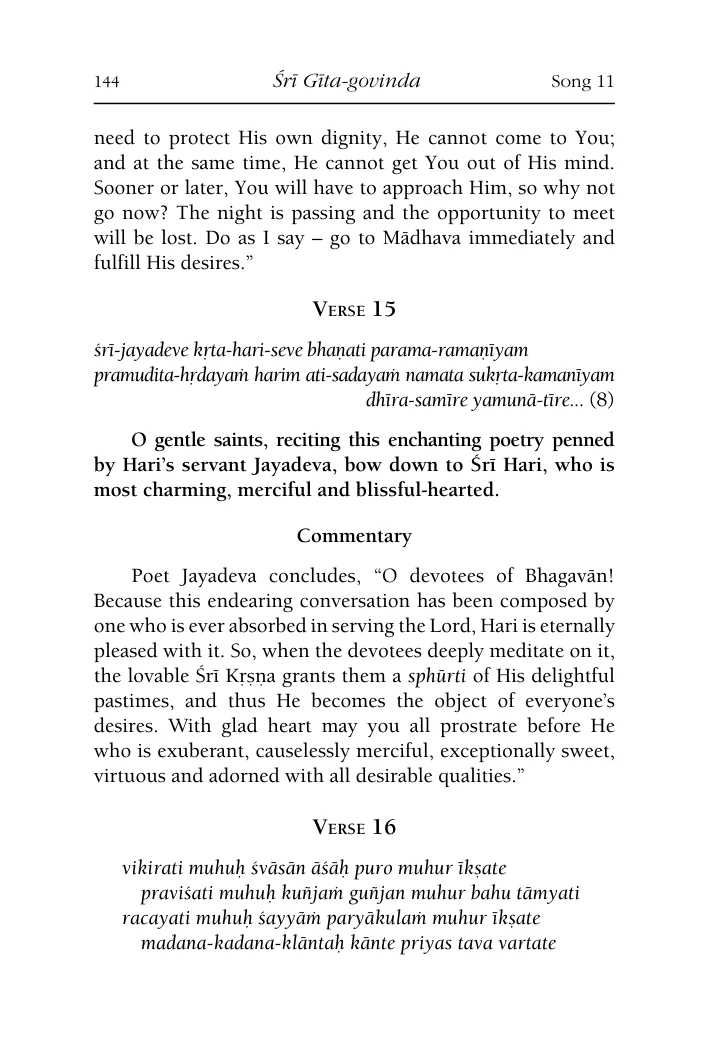 144 Śrī Gīta-govinda Song 11
need to protect His own dignity, He cannot come to You;
and at the same time, He cannot get You out of His mind.
Sooner or later, You will have to approach Him, so why not
go now? The night is passing and the opportunity to meet
will be lost. Do as I say – go to Mādhava immediately and
fulfill His desires.”
Verse 15
śrī-jayadeve kṛta-hari-seve bhaṇati parama-ramaṇīyam
pramudita-hṛdayaṁ harim ati-sadayaṁ namata sukṛta-kamanīyam
dhīra-samīre yamunā-tīre... (8)
O gentle saints, reciting this enchanting poetry penned
by Hari’s servant Jayadeva, bow down to Śrī Hari, who is
most charming, merciful and blissful-hearted.
Commentary
Poet Jayadeva concludes, “O devotees of Bhagavān!
Because this endearing conversation has been composed by
one who is ever absorbed in serving the Lord, Hari is eternally
pleased with it. So, when the devotees deeply meditate on it,
the lovable Śrī Kṛṣṇa grants them a sphūrti of His delightful
pastimes, and thus He becomes the object of everyone’s
desires. With glad heart may you all prostrate before He
who is exuberant, causelessly merciful, exceptionally sweet,
virtuous and adorned with all desirable qualities.”
Verse 16
vikirati muhuḥ śvāsān āśāḥ puro muhur īkṣate
praviśati muhuḥ kuñjaṁ guñjan muhur bahu tāmyati
racayati muhuḥ śayyāṁ paryākulaṁ muhur īkṣate
madana-kadana-klāntaḥ kānte priyas tava vartate